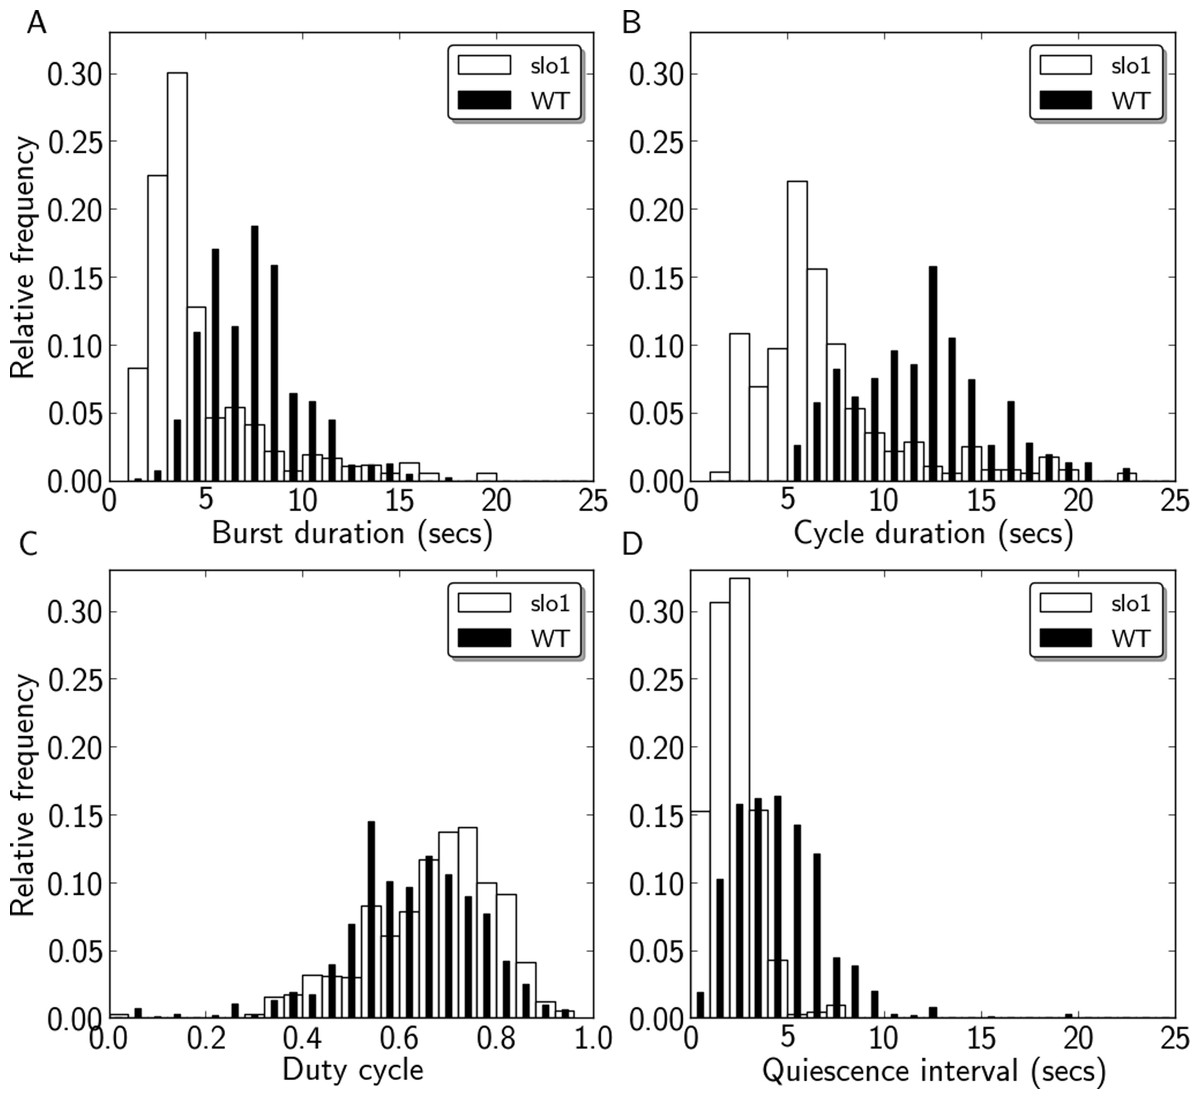 A
Relative frequency
0.30
0.25
0.20
0.15
0.10
0.05
0.00
0 5 10 15 20 25
Burst duration (secs)
slo1
WT
B
0.30
0.25
0.20
0.15
0.10
0.05
0.00
0 5 10 15 20 25
Cycle duration (secs)
slo1
WT
C
Relative frequency
0.30
0.25
0.20
0.15
0.10
0.05
0.00
0.0 0.2 0.4 0.6 0.8 1.0
Duty cycle
slo1
WT
D
0.30
0.25
0.20
0.15
0.10
0.05
0.00
0 5 10 15 20 25
Quiescence interval (secs)
slo1
WT